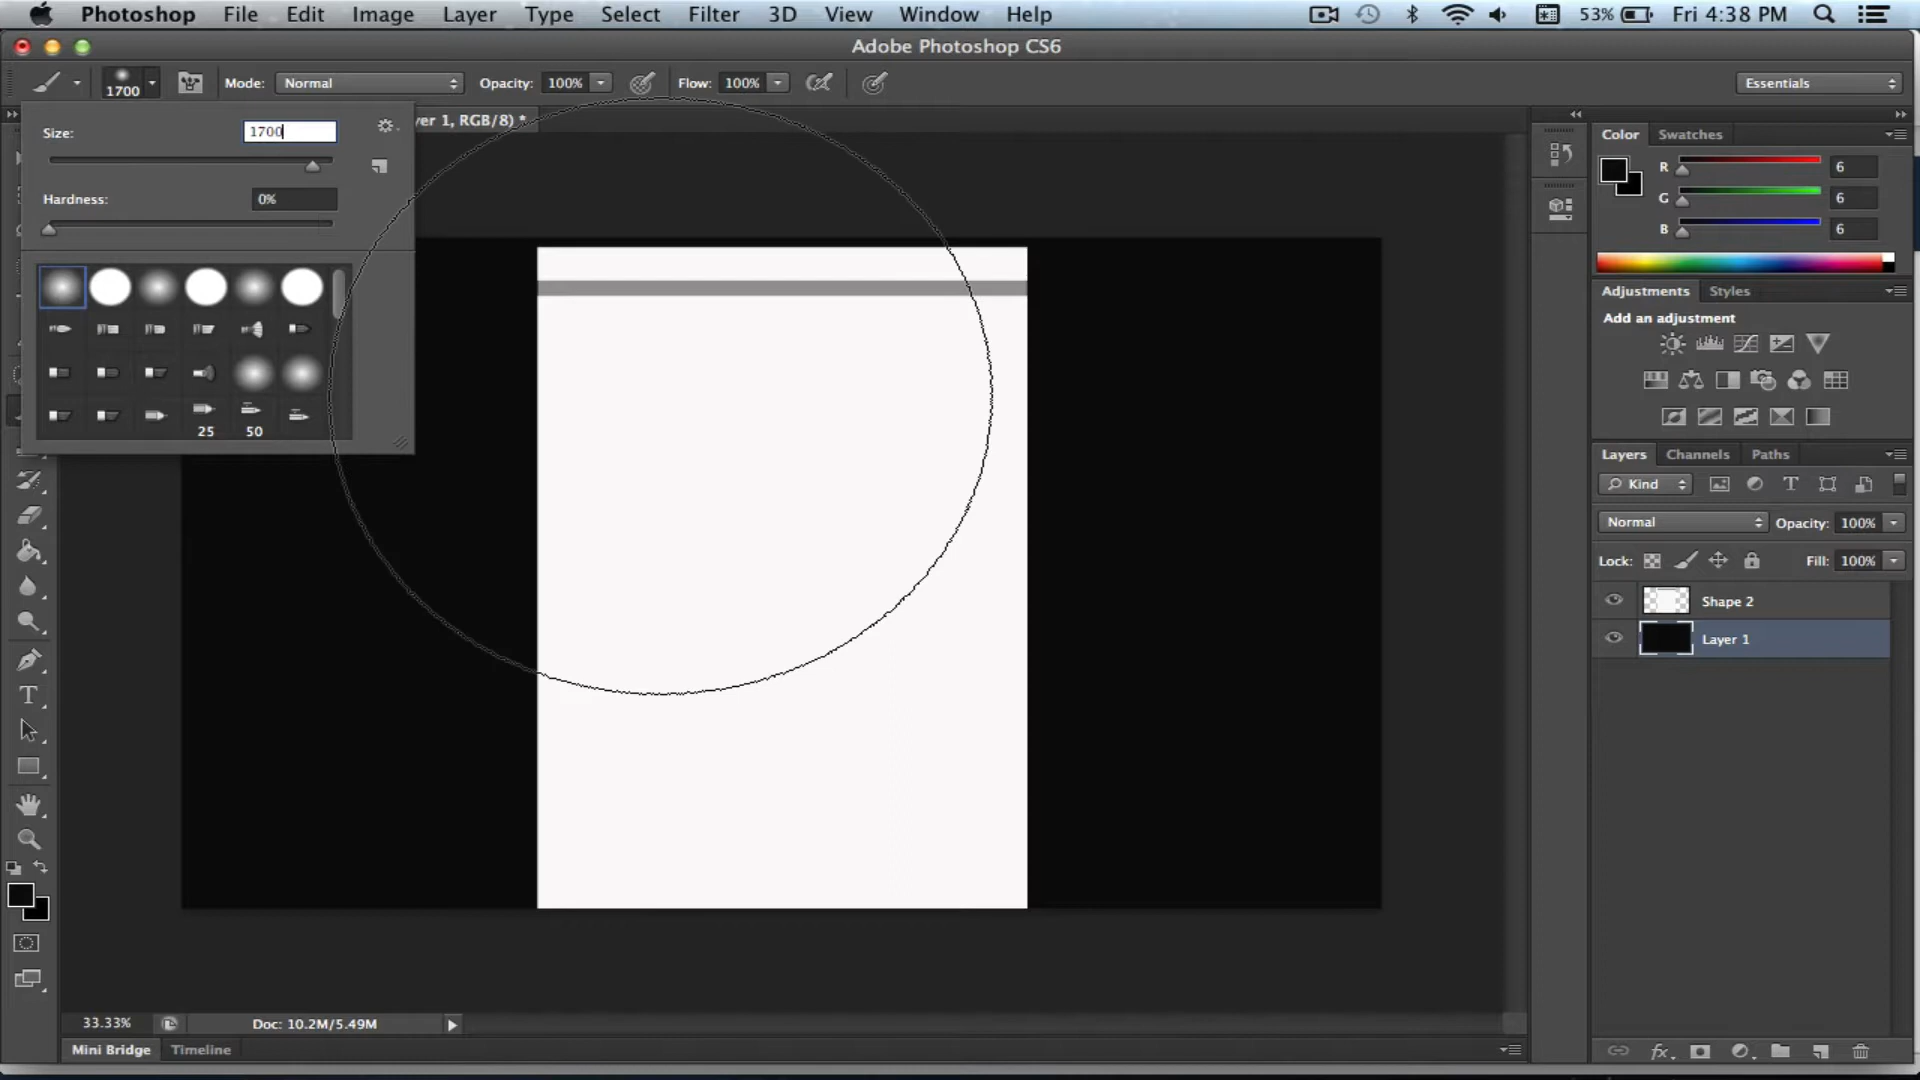 Photoshop File Edit Image Layer Type Select Filter 3D View Window Help 53% Fri 4:38 PM
Adobe Photoshop CS6
1700 Mode: Normal Opacity: 100% Flow: 100% Essentials
er 1, RGB/8) *
Size: 1700
Hardness: 0%
25 50
Color Swatches
R 6
G 6
B 6
Adjustments Styles
Add an adjustment
Layers Channels Paths
Kind
Normal Opacity: 100%
Lock: Fill: 100%
Shape 2
Layer 1
33.33% Doc: 10.2M/5.49M
Mini Bridge Timeline